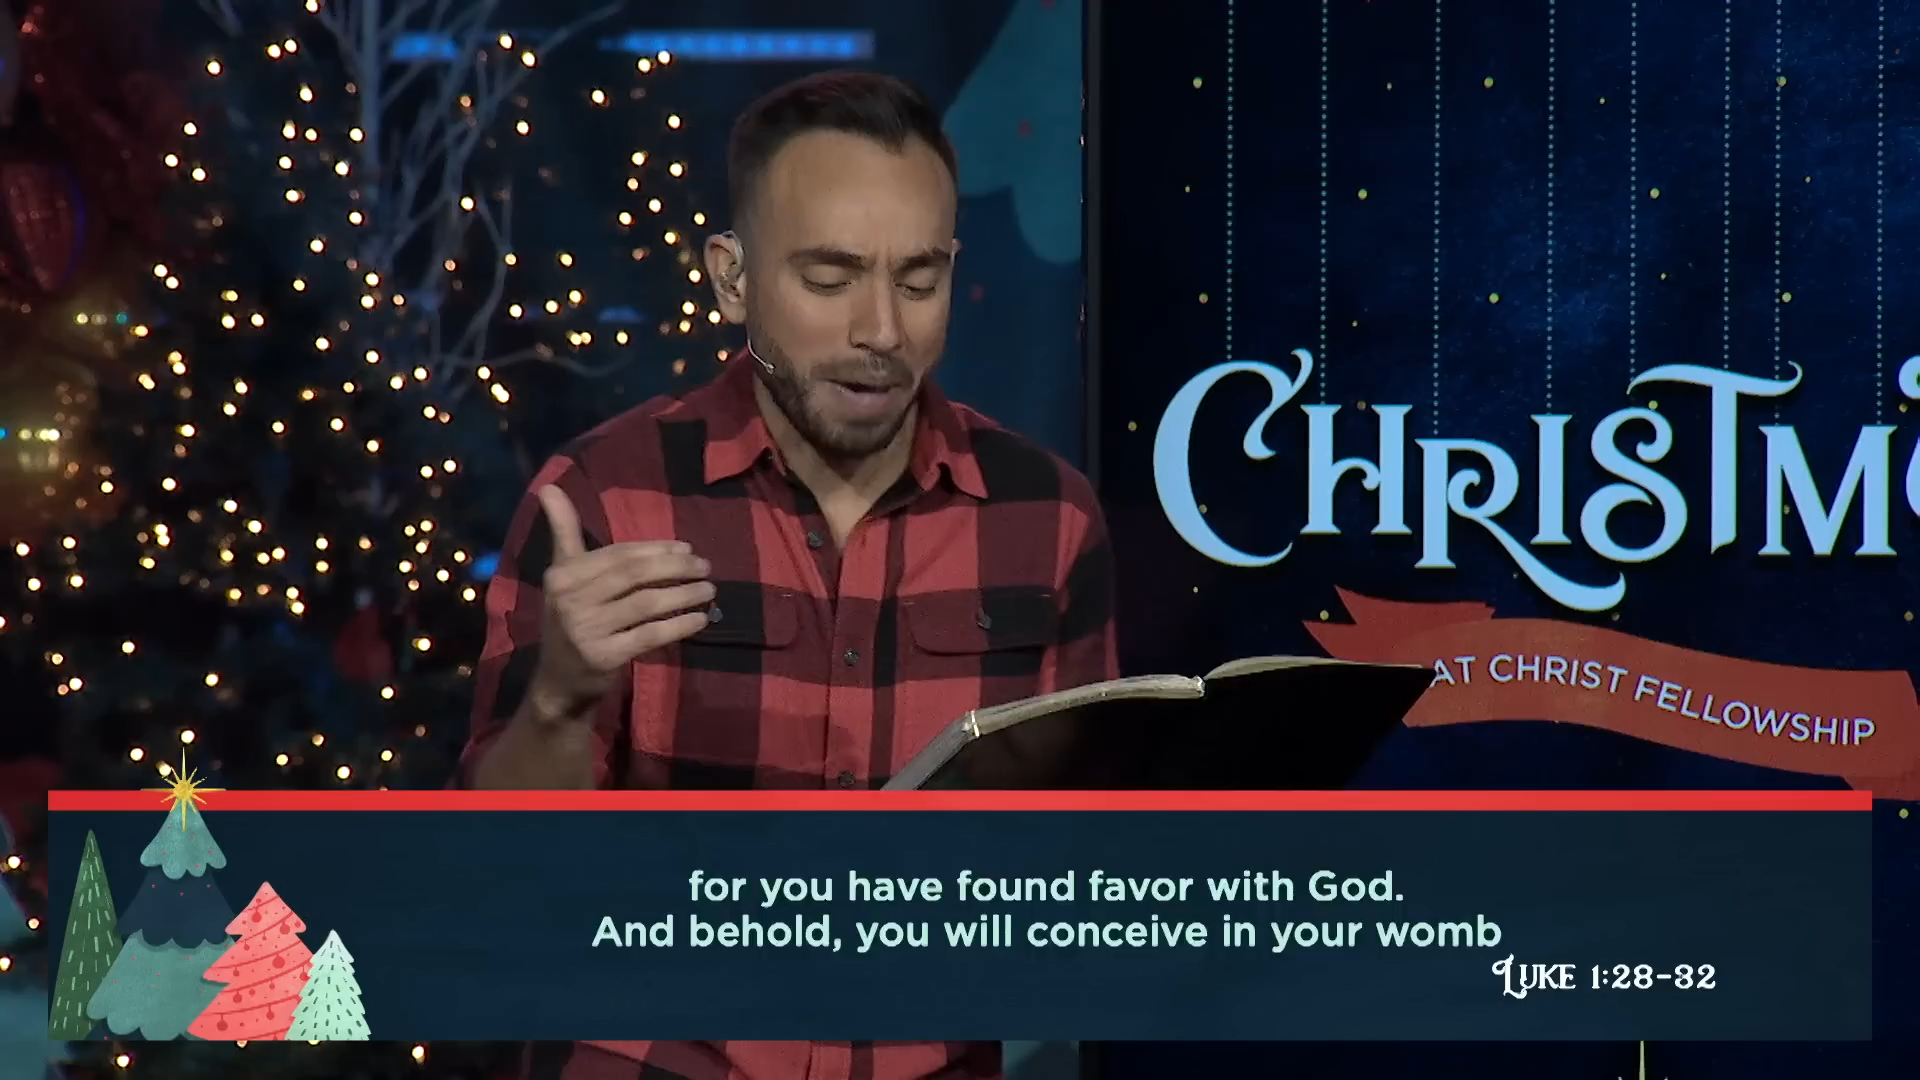 CHRISTM
AT CHRIST FELLOWSHIP
for you have found favor with God.
And behold, you will conceive in your womb
LUKE 1:28-32